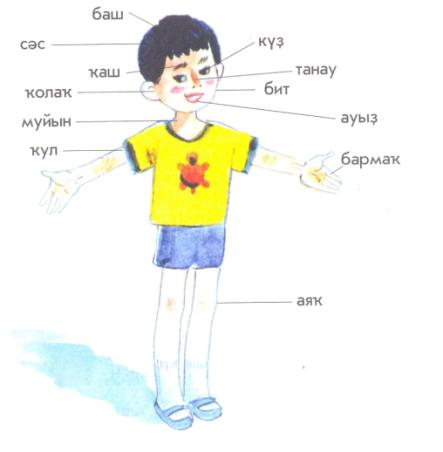 баш
сәс
күҙ
ҡаш
танау
ҡолаҡ
бит
муйын
ауыҙ
ҡул
бармаҡ
аяҡ